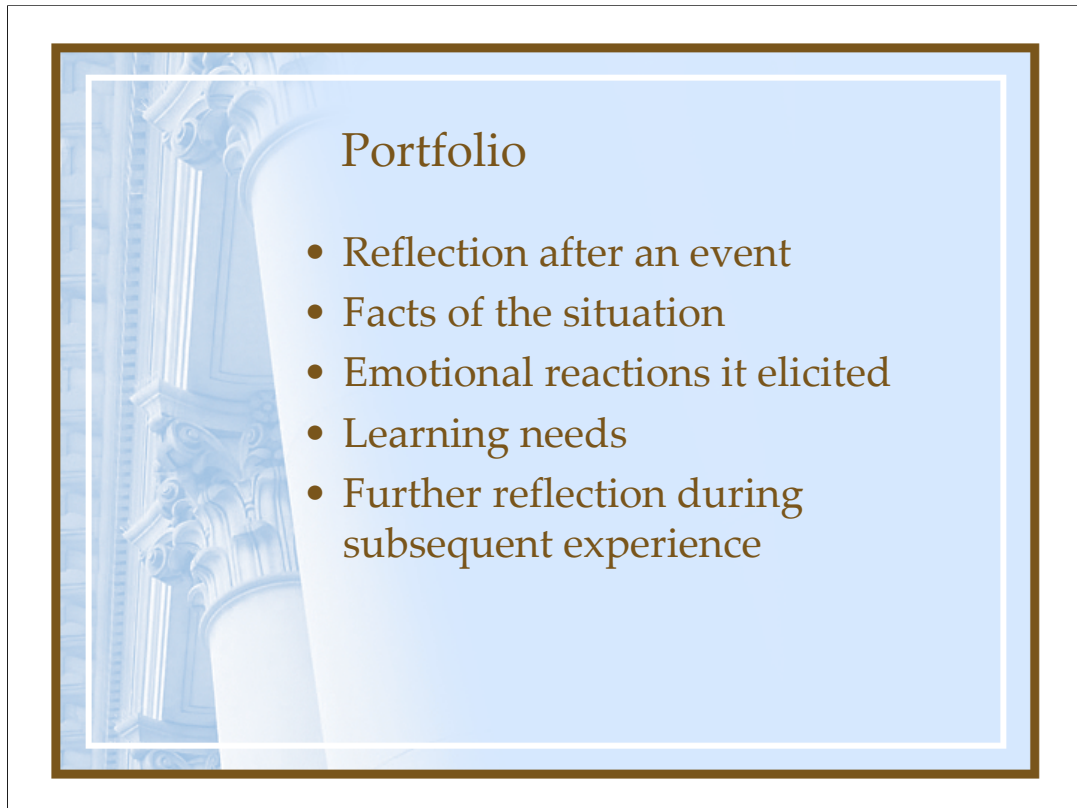 Portfolio
• Reflection after an event
• Facts of the situation
• Emotional reactions it elicited
• Learning needs
• Further reflection during
subsequent experience